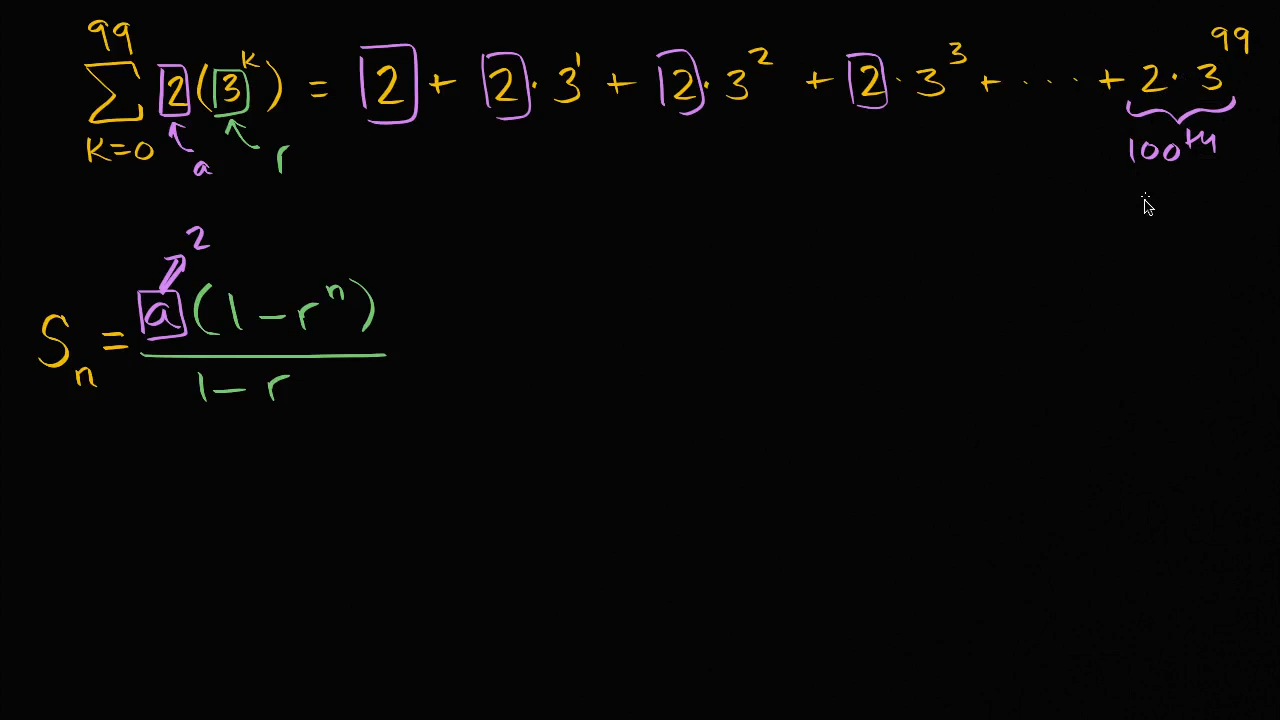 99
∑ 2(3^k) = 2 + 2·3^1 + 2·3^2 + 2·3^3 + ··· + 2·3^99
K=0 a r 100th
2
S_n = a(1-r^n)
1-r